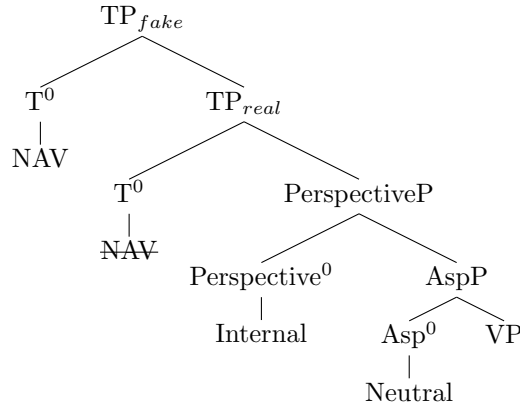 TP_fake
T⁰ TP_real
NAV
T⁰ PerspectiveP
NAV
Perspective⁰ AspP
Internal Asp⁰ VP
Neutral